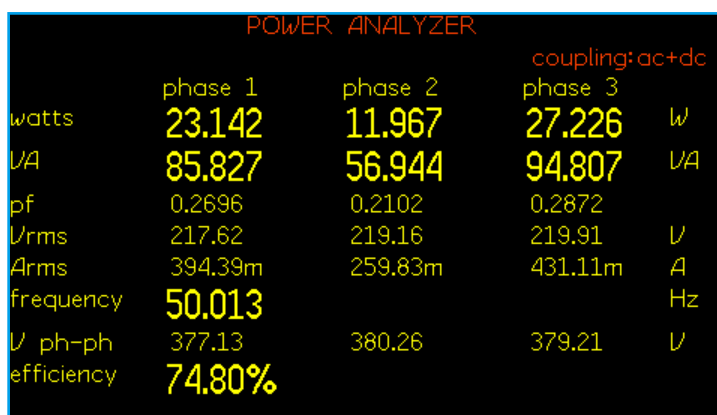 POWER ANALYZER
coupling:ac+dc
phase 1 phase 2 phase 3
watts 23.142 11.967 27.226 W
VA 85.827 56.944 94.807 VA
pf 0.2696 0.2102 0.2872
Vrms 217.62 219.16 219.91 V
Arms 394.39m 259.83m 431.11m A
frequency 50.013 Hz
V ph-ph 377.13 380.26 379.21 V
efficiency 74.80%